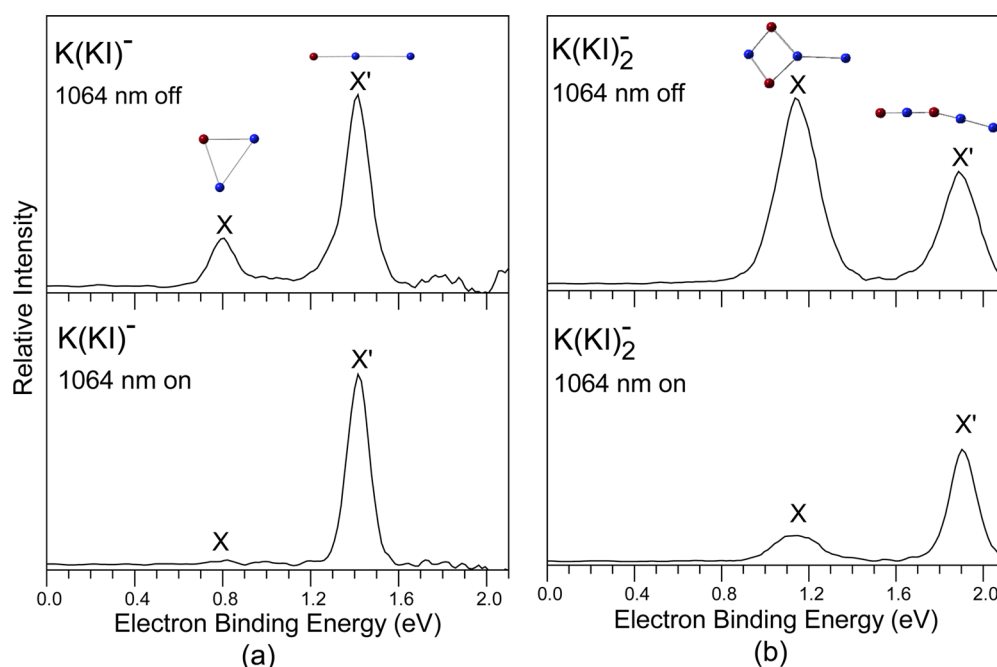 K(KI)⁻
1064 nm off
X
X'
K(KI)₂⁻
1064 nm off
X
X'
Relative Intensity
K(KI)⁻
1064 nm on
X
X'
K(KI)₂⁻
1064 nm on
X
X'
0.0 0.8 1.2 1.6 2.0
0.0 0.4 0.8 1.2 1.6 2.0
Electron Binding Energy (eV)
Electron Binding Energy (eV)
(a)
(b)